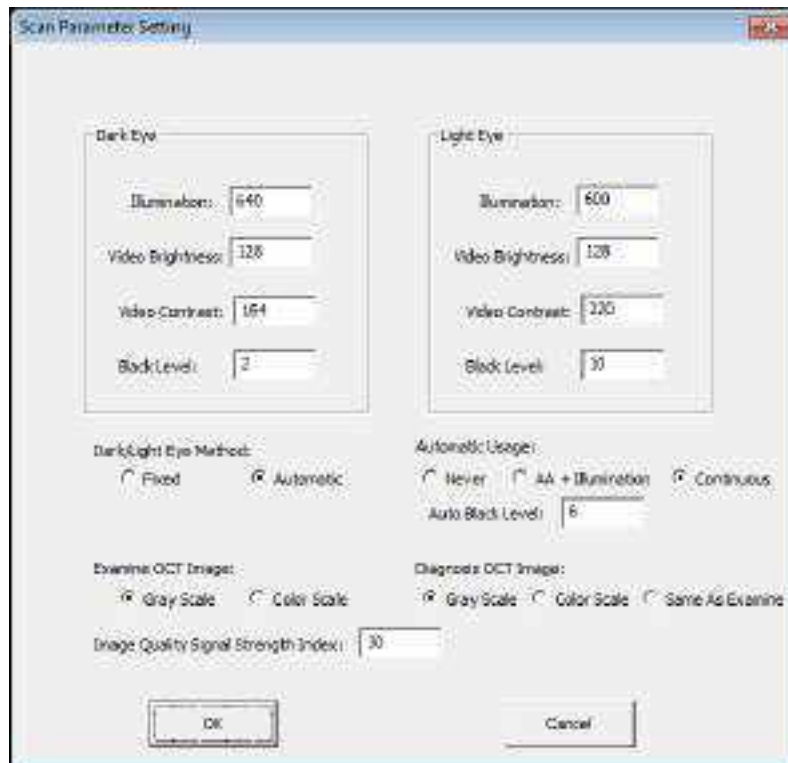 Scan Parameter Setting
Dark Eye
Illumination: 640
Video Brightness: 128
Video Contrast: 164
Black Level: 2
Light Eye
Illumination: 600
Video Brightness: 128
Video Contrast:
Black Level:
Dark/Light Eye Method:
Fixed Automatic
Automatic Usage:
Never AA + Illumination Continuous
Auto Black Level: 6
Examine OCT Image:
Gray Scale Color Scale
Diagnosis OCT Image:
Gray Scale Color Scale Same As Examine
Image Quality Signal Strength Index:
OK Cancel